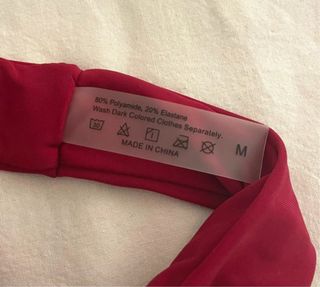 80% Polyamide, 20% Elastane
Wash Dark Colored Clothes Separately.
MADE IN CHINA
M